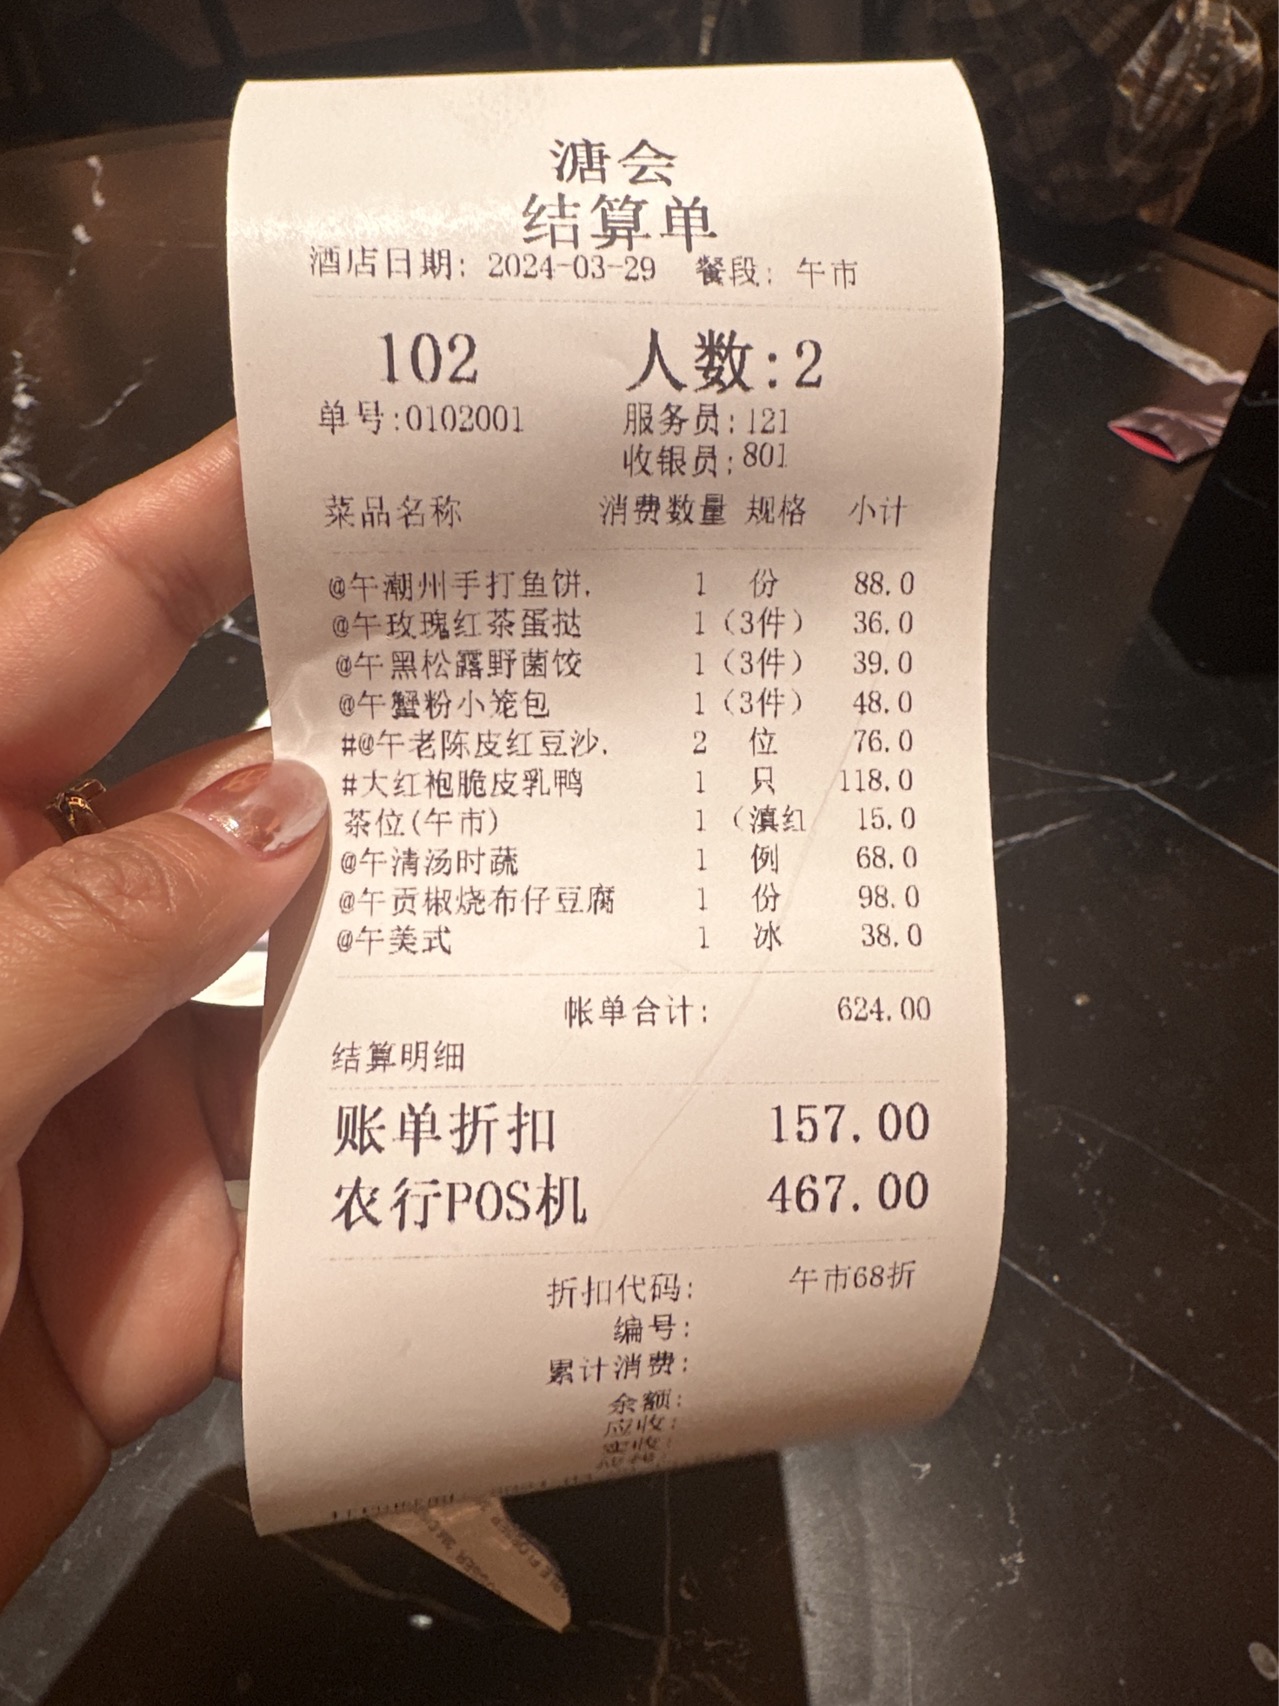 溏会
结算单
酒店日期: 2024-03-29 餐段: 午市
102 人数:2
单号:0102001 服务员:121
收银员:801
菜品名称 消费数量 规格 小计
@午潮州手打鱼饼. 1 份 88.0
@午玫瑰红茶蛋挞 1 (3件) 36.0
@午黑松露野菌饺 1 (3件) 39.0
@午蟹粉小笼包 1 (3件) 48.0
#@午老陈皮红豆沙. 2 位 76.0
#大红袍脆皮乳鸭 1 只 118.0
茶位(午市) 1 (滇红 15.0
@午清汤时蔬 1 例 68.0
@午贡椒烧布仔豆腐 1 份 98.0
@午美式 1 冰 38.0
帐单合计: 624.00
结算明细
账单折扣 157.00
农行POS机 467.00
折扣代码: 午市68折
编号:
累计消费:
余额:
应收:
实收: